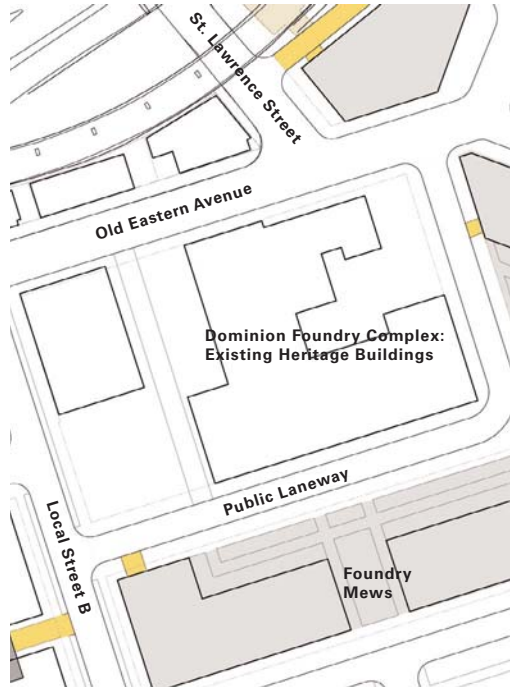 St. Lawrence Street
Old Eastern Avenue
Dominion Foundry Complex:
Existing Heritage Buildings
Public Laneway
Local Street B
Foundry
Mews